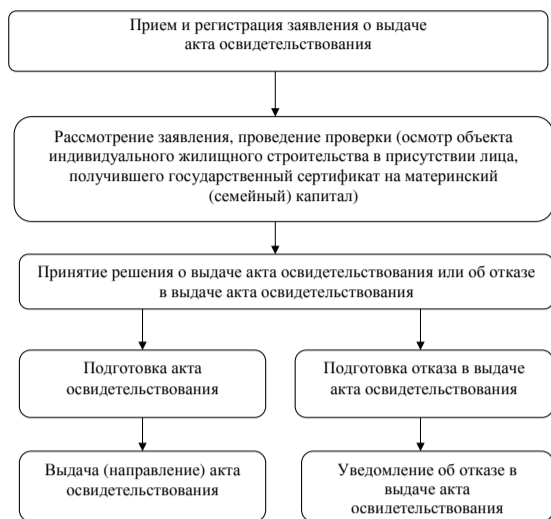 Прием и регистрация заявления о выдаче
акта освидетельствования
Рассмотрение заявления, проведение проверки (осмотр объекта
индивидуального жилищного строительства в присутствии лица,
получившего государственный сертификат на материнский
(семейный) капитал)
Принятие решения о выдаче акта освидетельствования или об отказе
в выдаче акта освидетельствования
Подготовка акта
освидетельствования
Подготовка отказа в выдаче
акта освидетельствования
Выдача (направление) акта
освидетельствования
Уведомление об отказе в
выдаче акта
освидетельствования